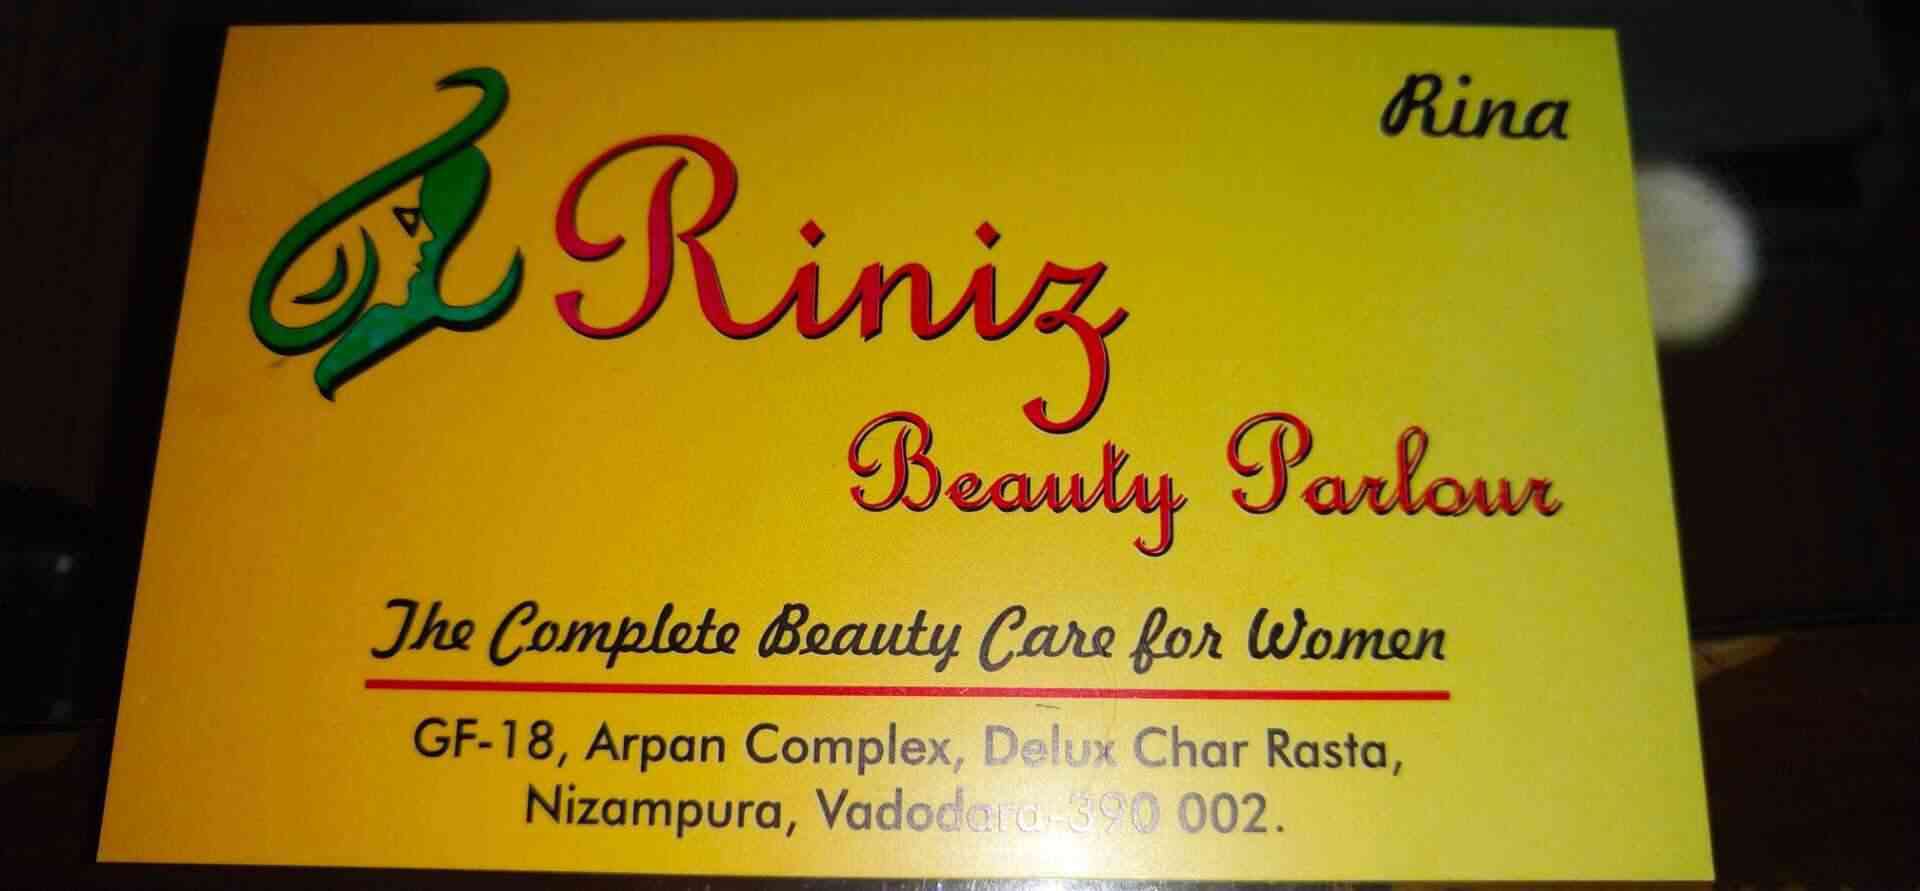 Rina
Riniz
Beauty Parlour
The Complete Beauty Care for Women
GF-18, Arpan Complex, Delux Char Rasta,
Nizampura, Vadodara-390 002.